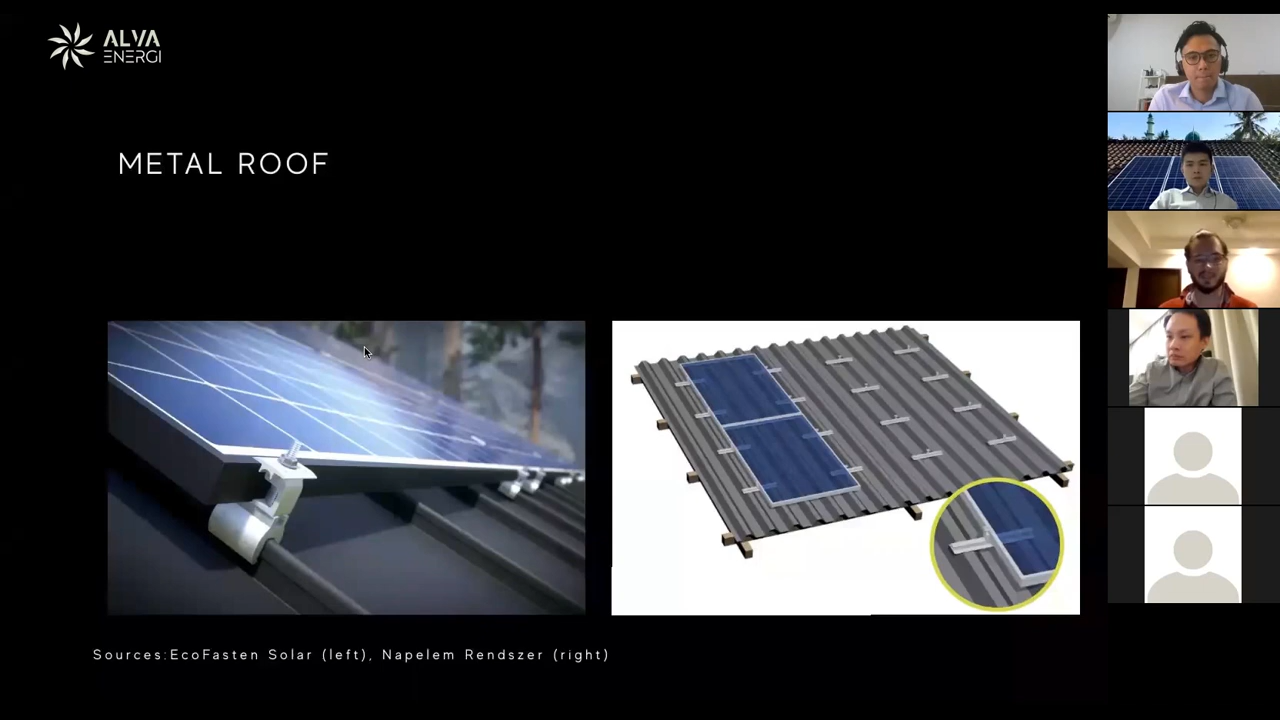 ALVA
ENERGI
METAL ROOF
Sources:EcoFasten Solar (left), Napelem Rendszer (right)